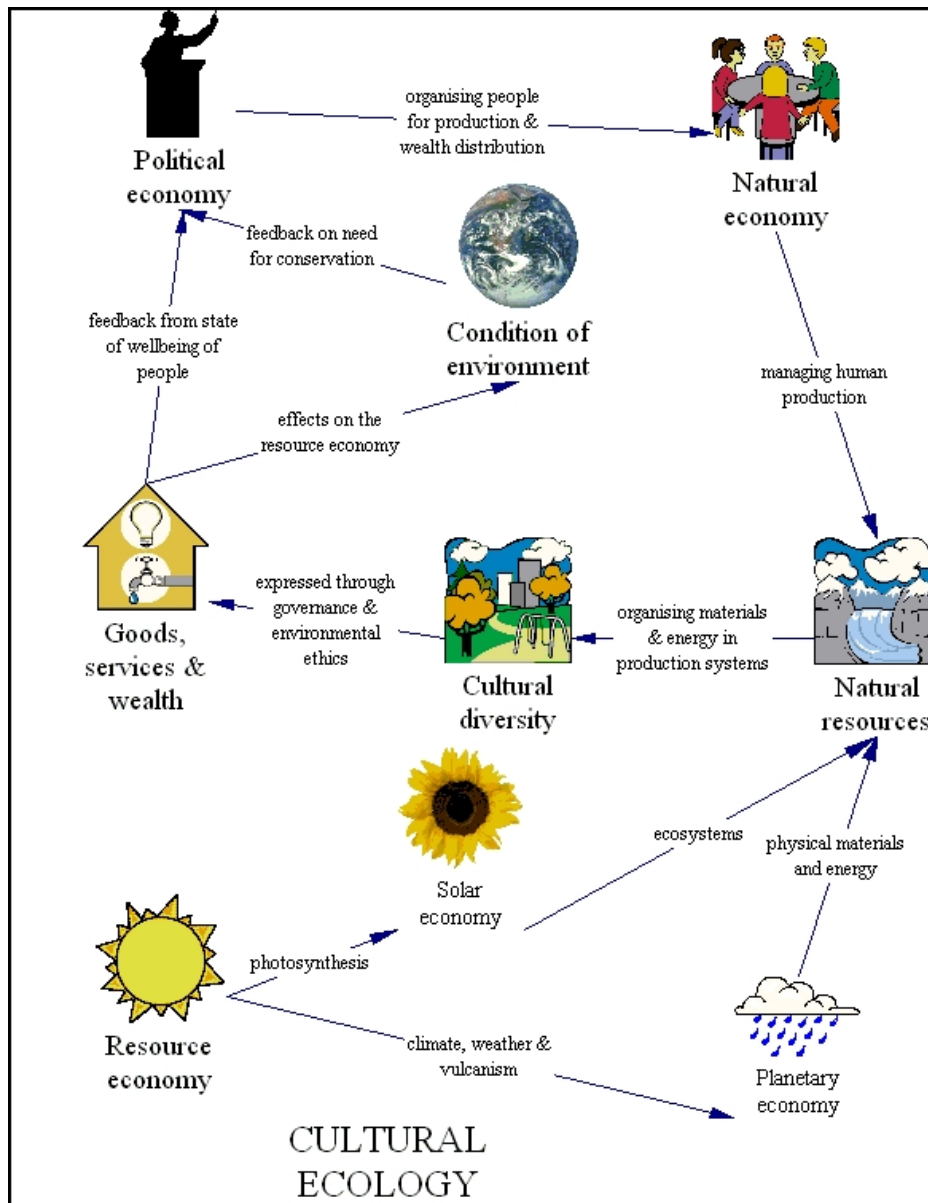 organising people
for production &
wealth distribution
Political
economy
Natural
economy
feedback on need
for conservation
feedback from state
of wellbeing of
people
Condition of
environment
managing human
production
effects on the
resource economy
expressed through
governance &
environmental
ethics
organising materials
& energy in
production systems
Goods,
services &
wealth
Cultural
diversity
Natural
resources
ecosystems
physical materials
and energy
Solar
economy
photosynthesis
Resource
economy
climate, weather &
vulcanism
Planetary
economy
CULTURAL
ECOLOGY